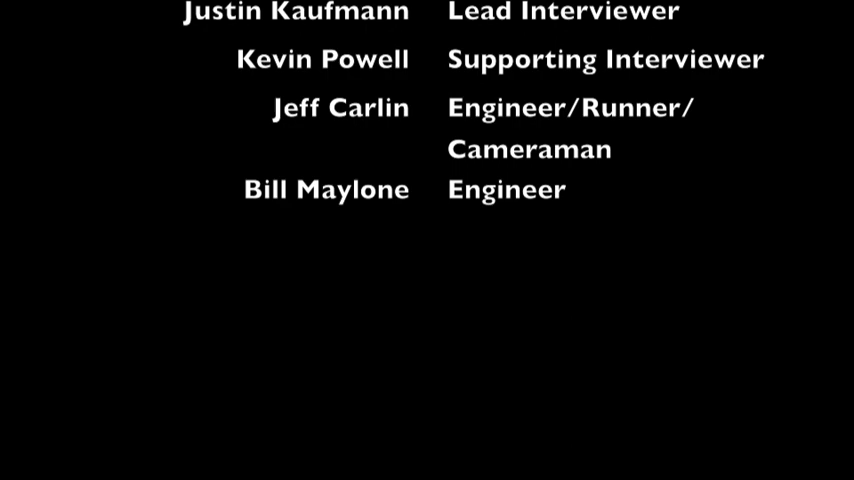 Justin Kaufmann Lead Interviewer
Kevin Powell Supporting Interviewer
Jeff Carlin Engineer/Runner/
Cameraman
Bill Maylone Engineer